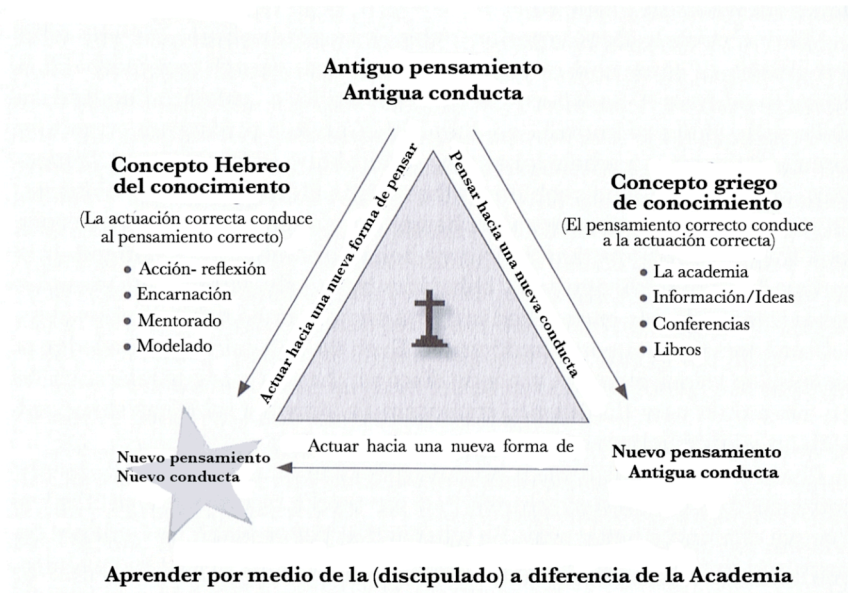 Antiguo pensamiento
Antigua conducta
Concepto Hebreo
del conocimiento
(La actuación correcta conduce
al pensamiento correcto)
• Acción- reflexión
• Encarnación
• Mentorado
• Modelado
Actuar hacia una nueva forma de pensar
Pensar hacia una nueva conducta
Concepto griego
de conocimiento
(El pensamiento correcto conduce
a la actuación correcta)
• La academia
• Información/Ideas
• Conferencias
• Libros
Nuevo pensamiento
Nuevo conducta
Actuar hacia una nueva forma de
Nuevo pensamiento
Antigua conducta
Aprender por medio de la (discipulado) a diferencia de la Academia